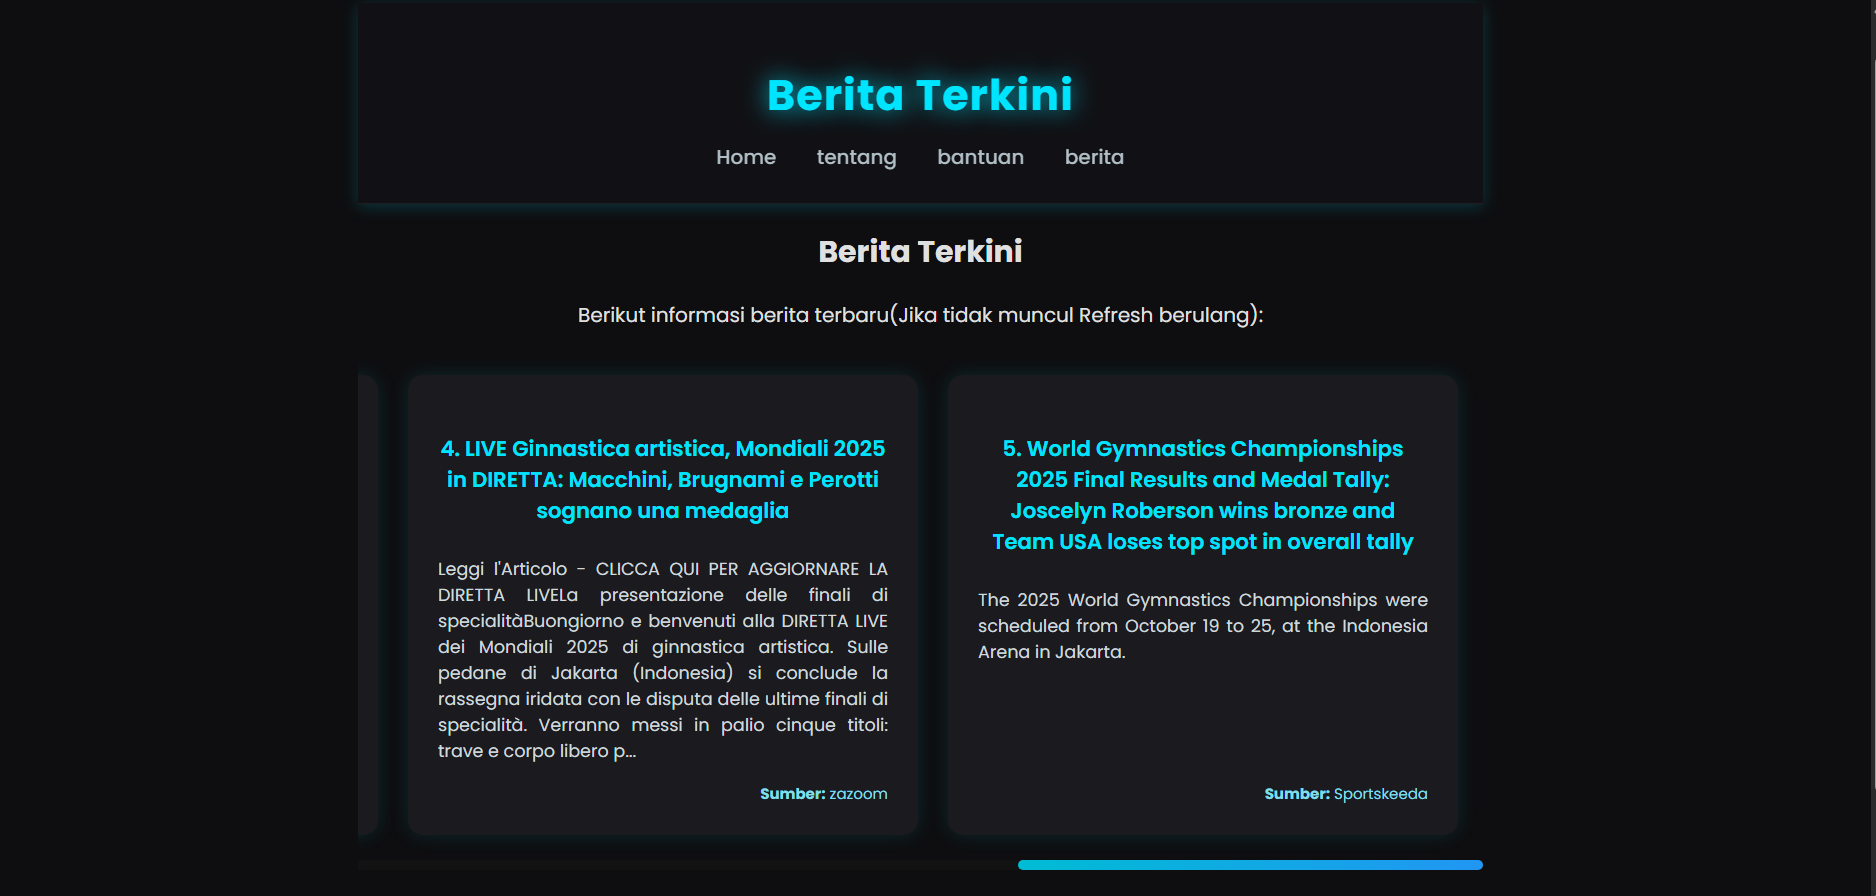 Berita Terkini
Home tentang bantuan berita
Berita Terkini
Berikut informasi berita terbaru(Jika tidak muncul Refresh berulang):
4. LIVE Ginnastica artistica, Mondiali 2025
in DIRETTA: Macchini, Brugnami e Perotti
sognano una medaglia
Leggi l'Articolo - CLICCA QUI PER AGGIORNARE LA
DIRETTA LIVELa presentazione delle finali di
specialitàBuongiorno e benvenuti alla DIRETTA LIVE
dei Mondiali 2025 di ginnastica artistica. Sulle
pedane di Jakarta (Indonesia) si conclude la
rassegna iridata con le disputa delle ultime finali di
specialità. Verranno messi in palio cinque titoli:
trave e corpo libero p...
Sumber: zazoom
5. World Gymnastics Championships
2025 Final Results and Medal Tally:
Joscelyn Roberson wins bronze and
Team USA loses top spot in overall tally
The 2025 World Gymnastics Championships were
scheduled from October 19 to 25, at the Indonesia
Arena in Jakarta.
Sumber: Sportskeeda